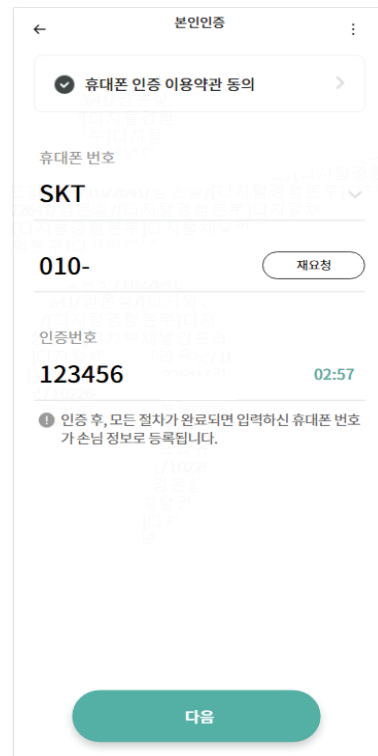 본인인증
휴대폰 인증 이용약관 동의
휴대폰 번호
SKT
010-
재요청
인증번호
123456
02:57
인증 후, 모든 절차가 완료되면 입력하신 휴대폰 번호
가 손님 정보로 등록됩니다.
다음